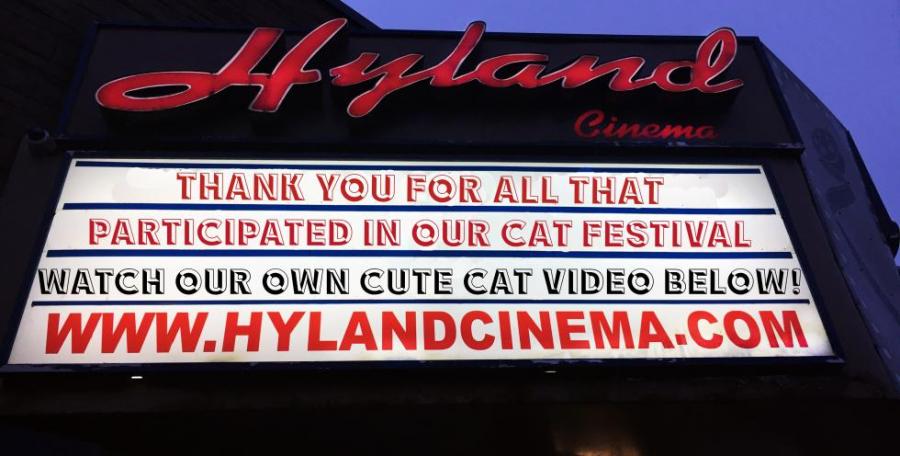 Hyland
Cinema
THANK YOU FOR ALL THAT
PARTICIPATED IN OUR CAT FESTIVAL
WATCH OUR OWN CUTE CAT VIDEO BELOW!
WWW.HYLANDCINEMA.COM